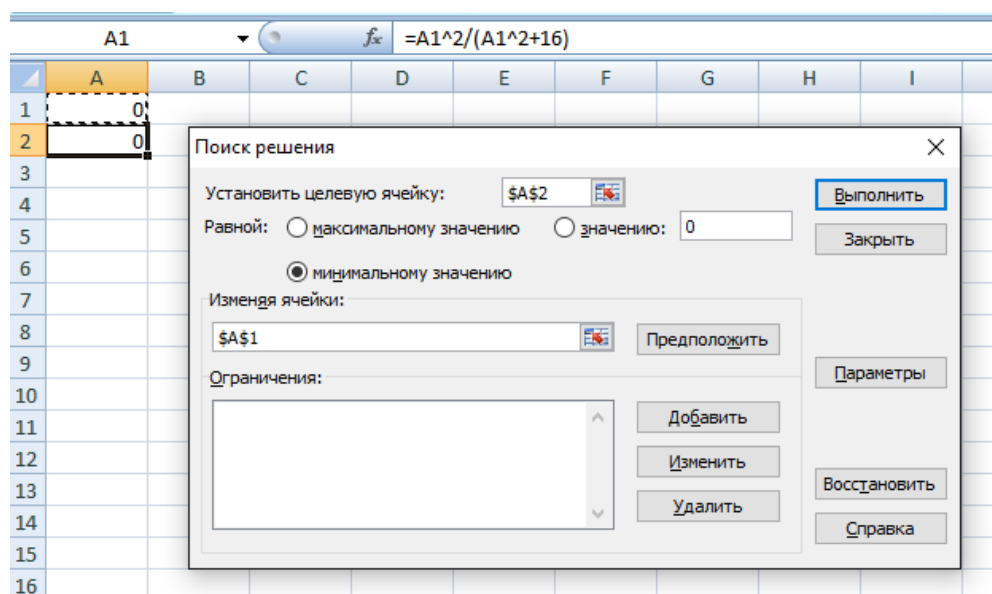 A1 fx =A1^2/(A1^2+16)
A B C D E F G H I
1 0
2 0
3
4
5
6
7
8
9
10
11
12
13
14
15
16
Поиск решения
Установить целевую ячейку: $A$2
Равной: максимальному значению значению: 0
минимальному значению
Изменяя ячейки:
$A$1 Предположить
Ограничения:
Добавить
Изменить
Удалить
Выполнить
Закрыть
Параметры
Восстановить
Справка